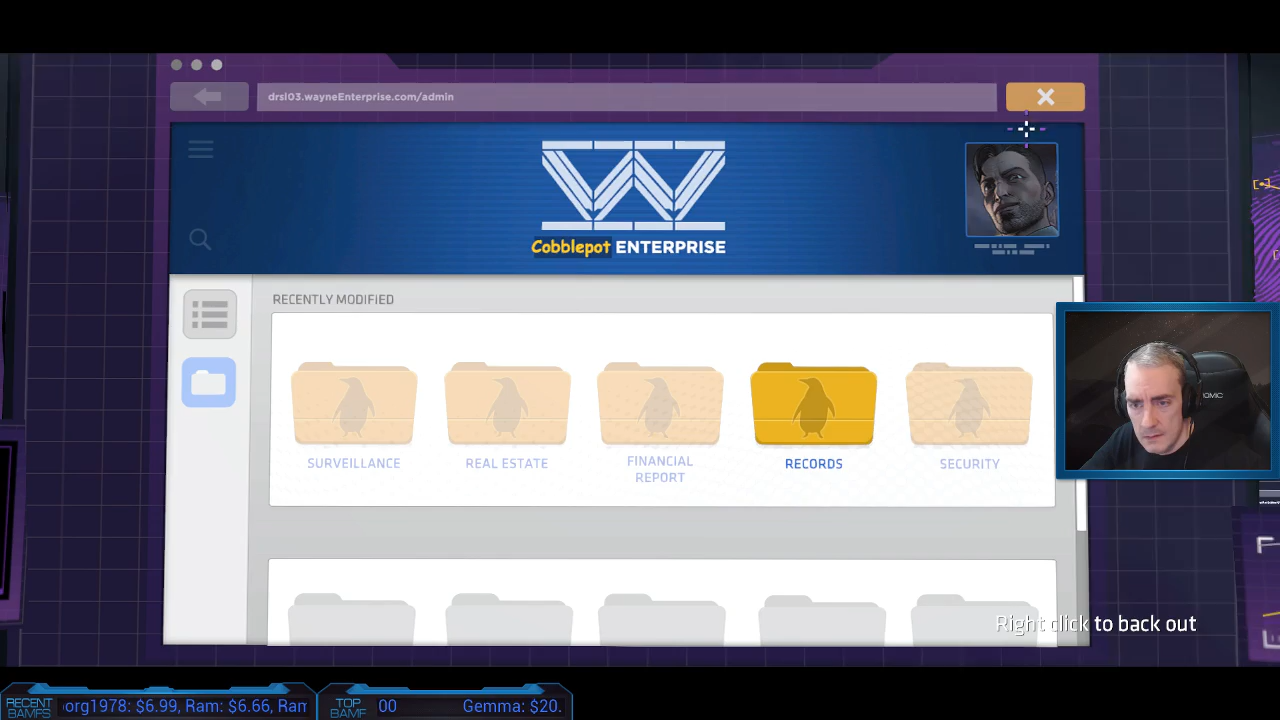 drsl03.wayneEnterprise.com/admin
Cobblepot ENTERPRISE
RECENTLY MODIFIED
SURVEILLANCE
REAL ESTATE
FINANCIAL
REPORT
RECORDS
SECURITY
Right click to back out
RECENT
BAMFS
:org1978: $6.99, Ram: $6.66, Ram
TOP
BAMF
00
Gemma: $20.